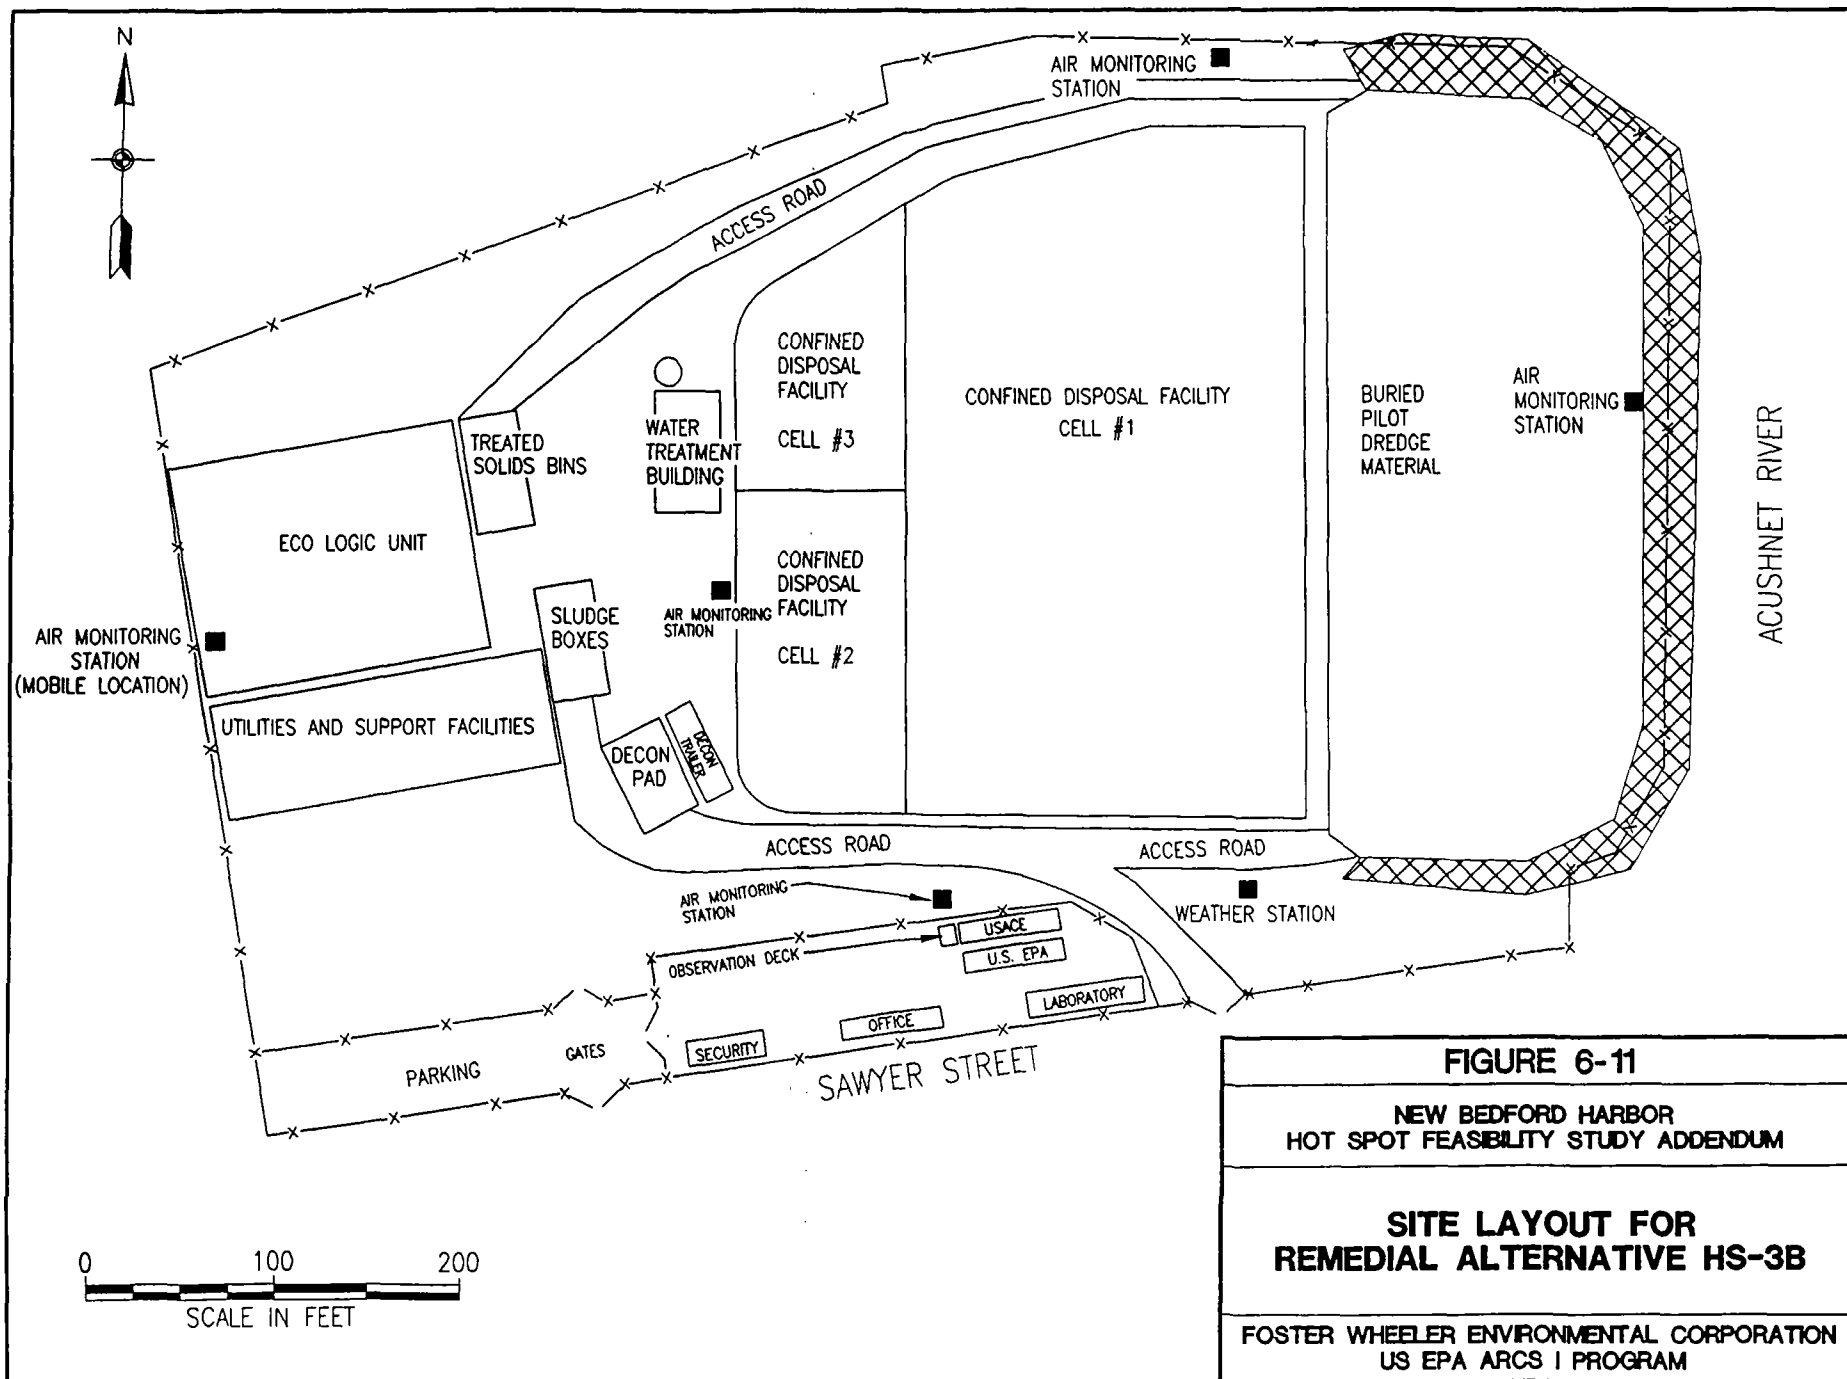 N
AIR MONITORING
STATION
ACCESS ROAD
CONFINED
DISPOSAL
FACILITY
CELL #3
CONFINED DISPOSAL FACILITY
CELL #1
BURIED
PILOT
DREDGE
MATERIAL
AIR
MONITORING
STATION
ACUSHNET RIVER
TREATED
SOLIDS BINS
WATER
TREATMENT
BUILDING
ECO LOGIC UNIT
CONFINED
DISPOSAL
FACILITY
CELL #2
SLUDGE
BOXES
AIR MONITORING
STATION
AIR MONITORING
STATION
(MOBILE LOCATION)
UTILITIES AND SUPPORT FACILITIES
DECON
PAD
DECON
TRAILER
ACCESS ROAD
ACCESS ROAD
AIR MONITORING
STATION
WEATHER STATION
OBSERVATION DECK
USACE
U.S. EPA
LABORATORY
OFFICE
SECURITY
GATES
PARKING
SAWYER STREET
0 100 200
SCALE IN FEET
FIGURE 6-11
NEW BEDFORD HARBOR
HOT SPOT FEASIBILITY STUDY ADDENDUM
SITE LAYOUT FOR
REMEDIAL ALTERNATIVE HS-3B
FOSTER WHEELER ENVIRONMENTAL CORPORATION
US EPA ARCS I PROGRAM